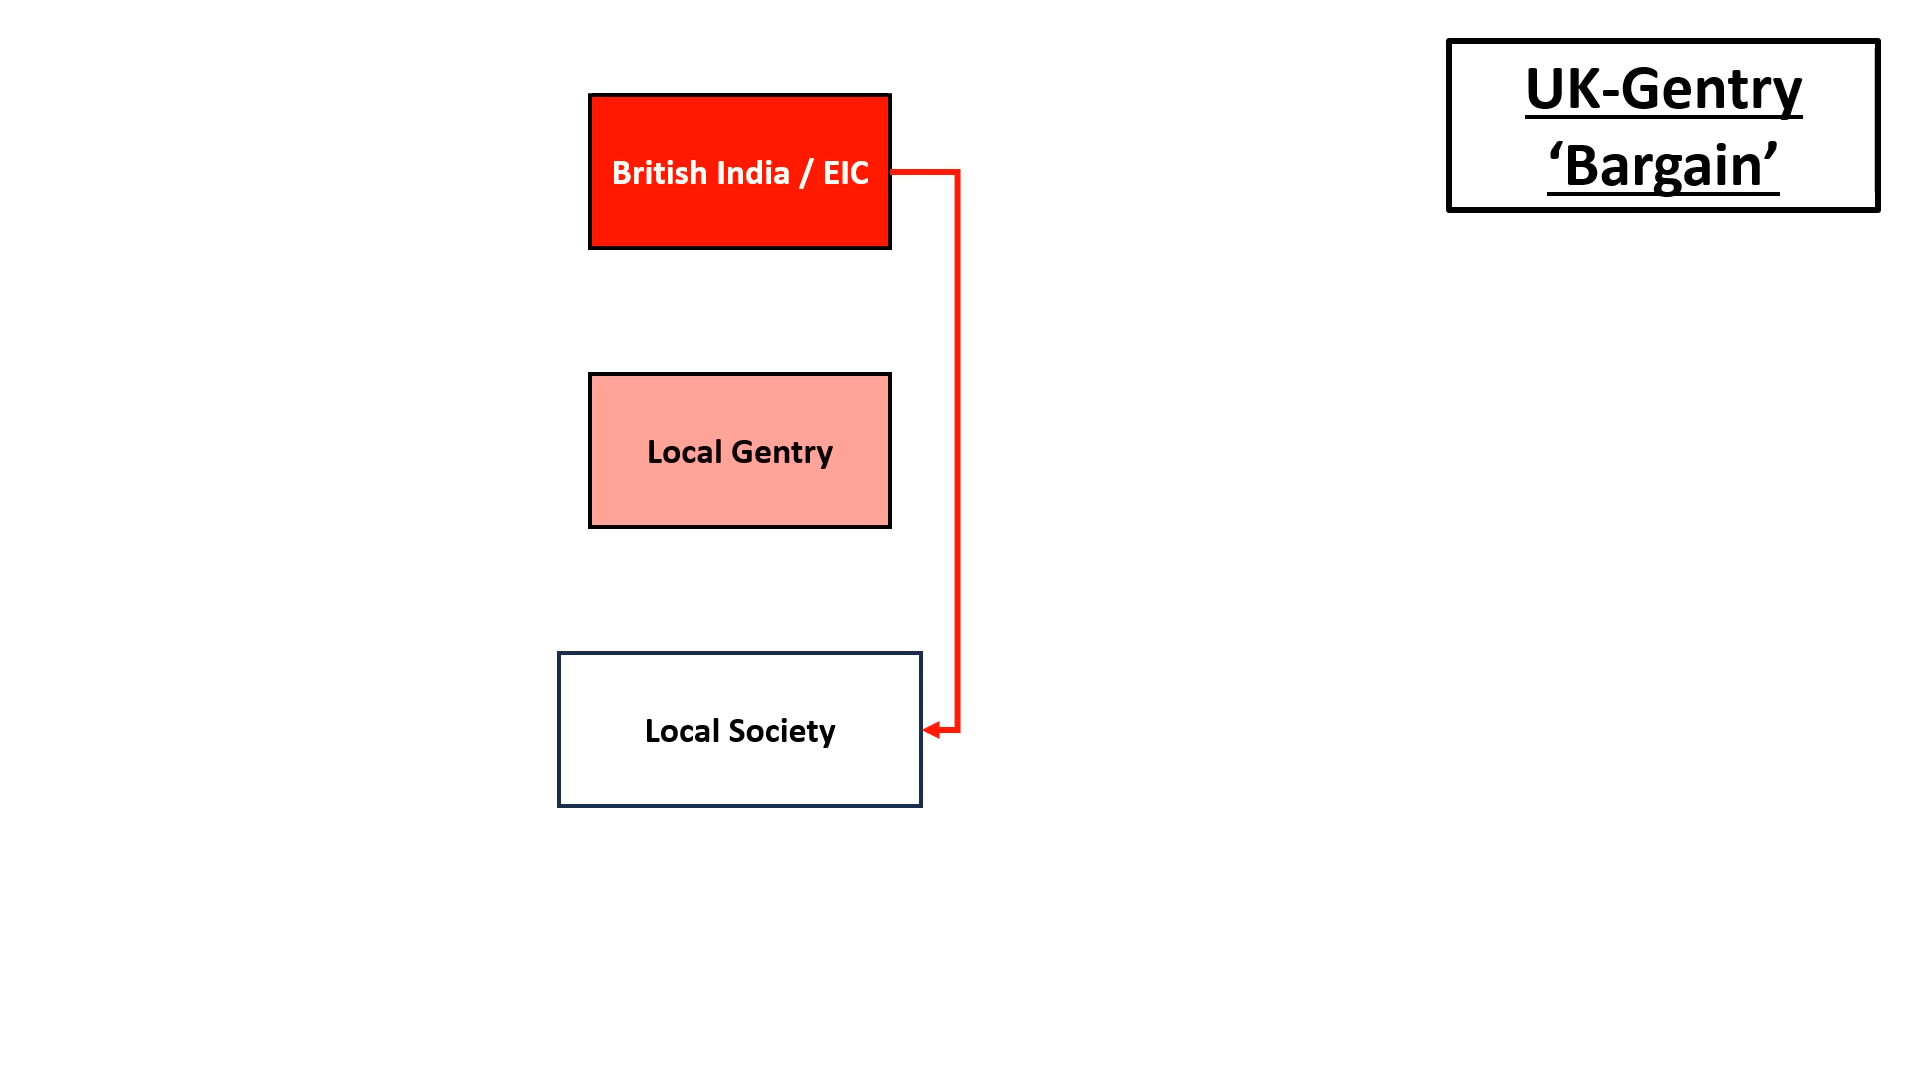 UK-Gentry
‘Bargain’
British India / EIC
Local Gentry
Local Society